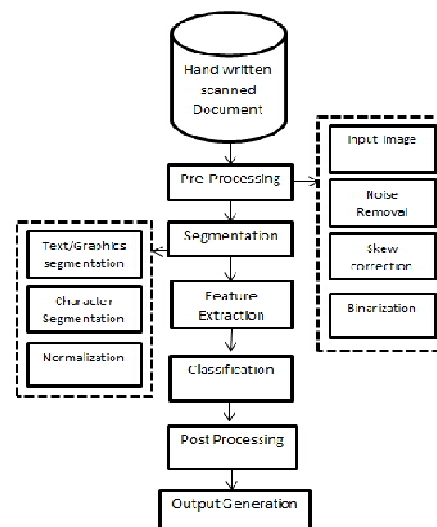 Hand written
scanned
Document
Pre-Processing
Input Image
Noise
Removal
Skew
correction
Binarization
Segmentation
Text/Graphics
segmentation
Character
Segmentation
Normalization
Feature
Extraction
Classification
Post Processing
Output Generation